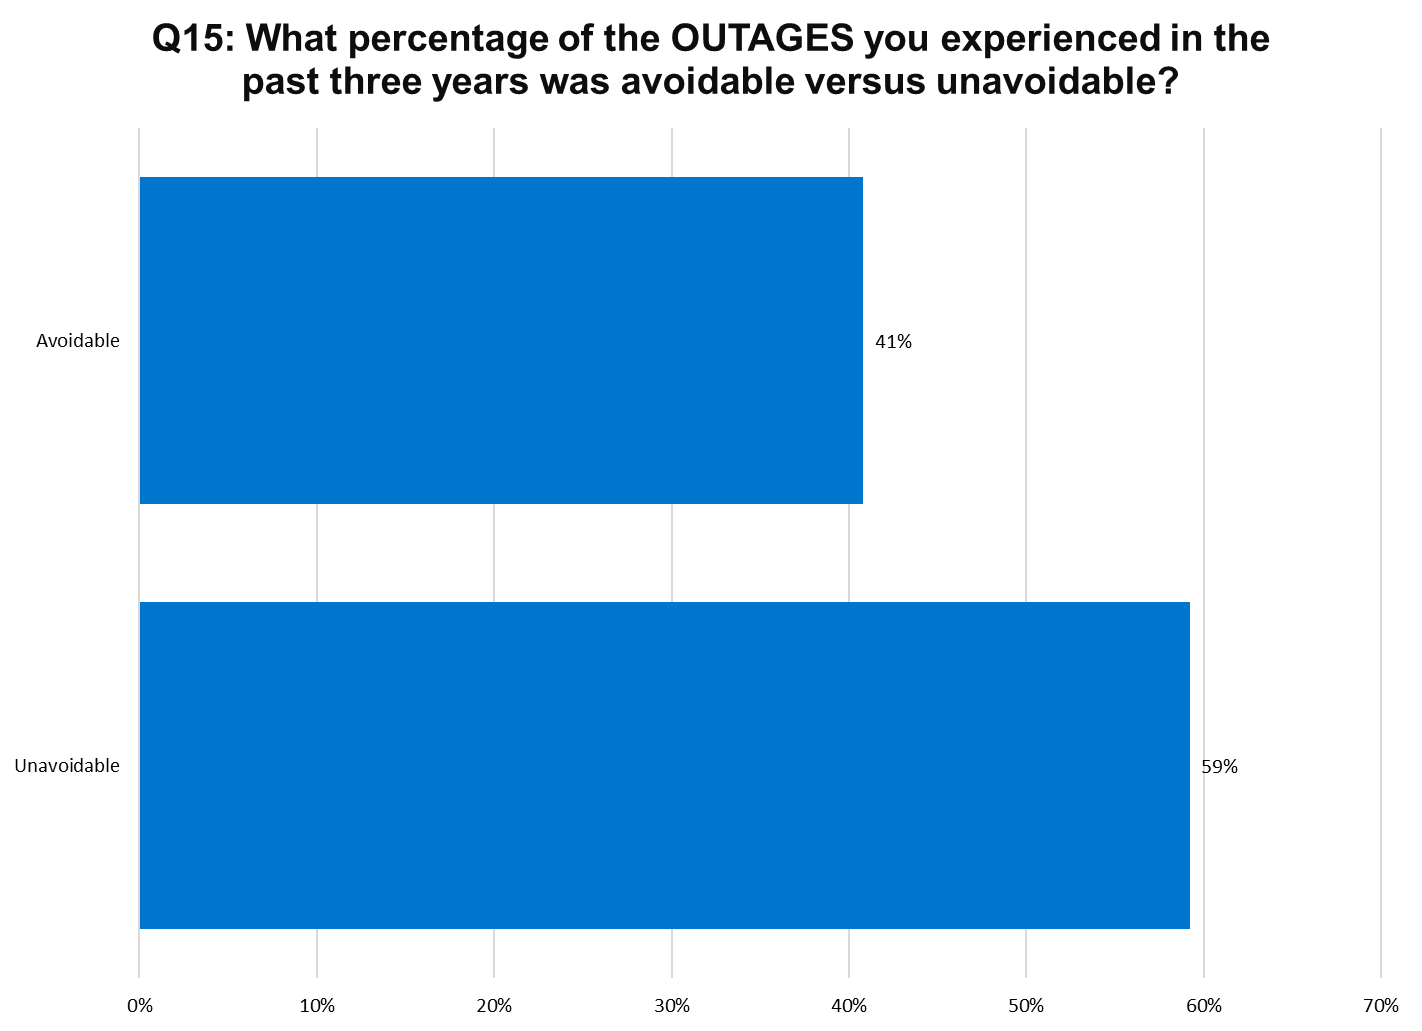 Q15: What percentage of the OUTAGES you experienced in the
past three years was avoidable versus unavoidable?
Avoidable
41%
Unavoidable
59%
0%
10%
20%
30%
40%
50%
60%
70%